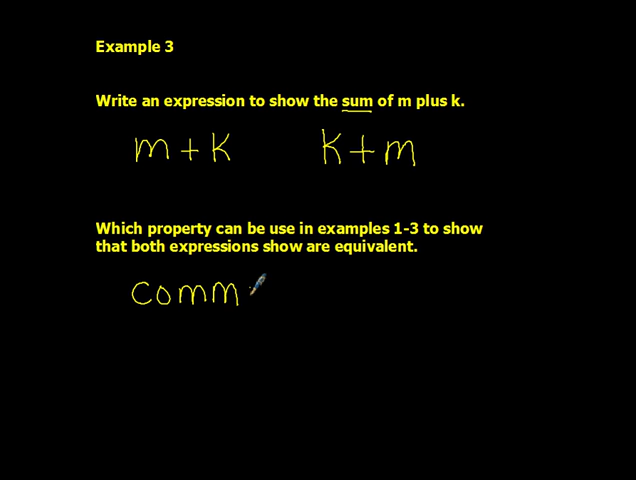 Example 3
Write an expression to show the sum of m plus k.
m + k k + m
Which property can be use in examples 1-3 to show
that both expressions show are equivalent.
comm